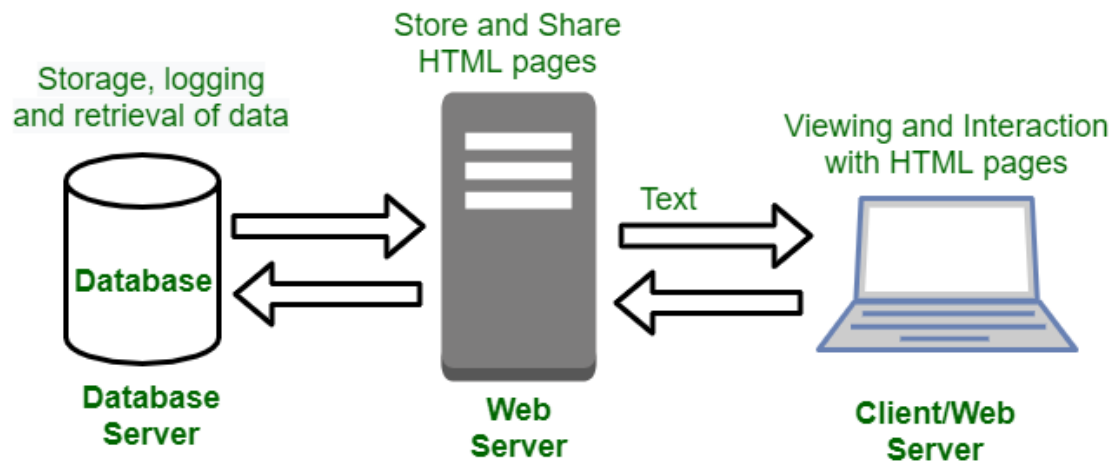 Storage, logging
and retrieval of data
Database
Database
Server
Store and Share
HTML pages
Web
Server
Text
Viewing and Interaction
with HTML pages
Client/Web
Server